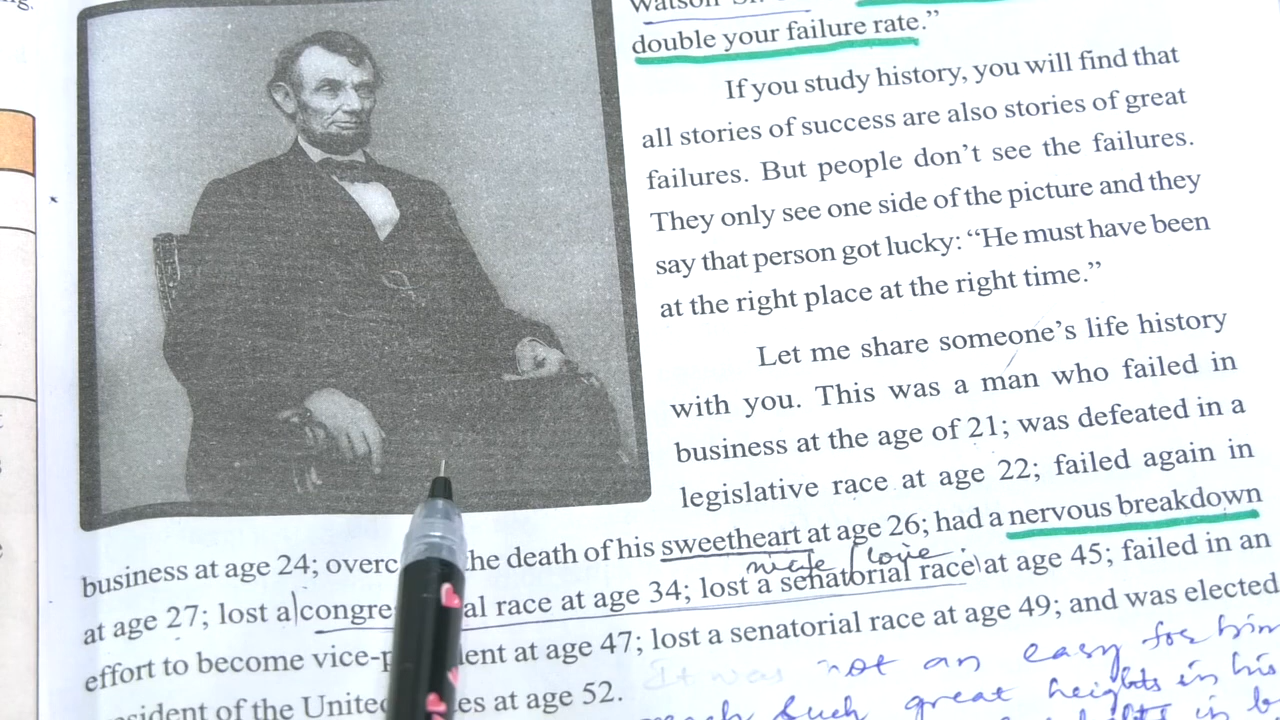 double your failure rate.”
If you study history, you will find that
all stories of success are also stories of great
failures. But people don’t see the failures.
They only see one side of the picture and they
say that person got lucky: “He must have been
at the right place at the right time.”
Let me share someone’s life history
with you. This was a man who failed in
business at the age of 21; was defeated in a
legislative race at age 22; failed again in
business at age 24; the death of his sweetheart at age 26; had a nervous breakdown
love
at age 27; lost a race at age 34; lost a senatorial race at age 45; failed in an
effort to become at age 47; lost a senatorial race at age 49; and was elected
of the United at age 52.
It was not an easy for him
such great heights in his